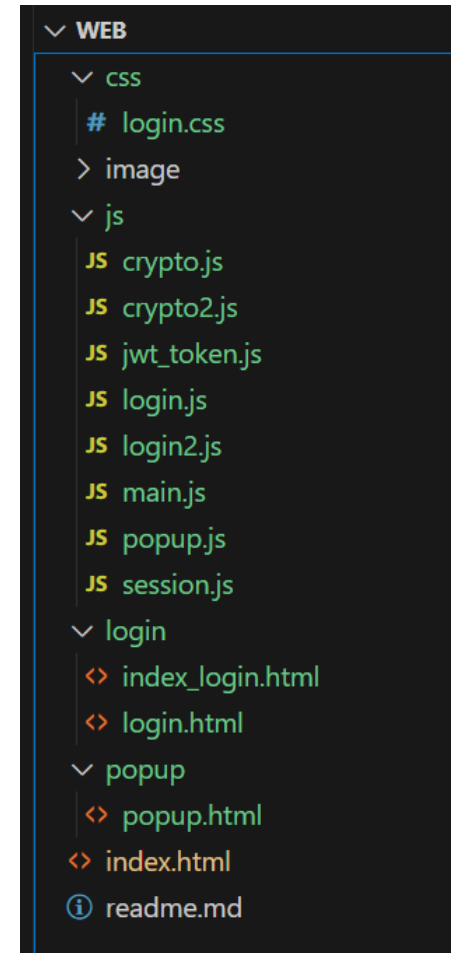 WEB
css
# login.css
image
js
JS crypto.js
JS crypto2.js
JS jwt_token.js
JS login.js
JS login2.js
JS main.js
JS popup.js
JS session.js
login
<> index_login.html
<> login.html
popup
<> popup.html
<> index.html
readme.md